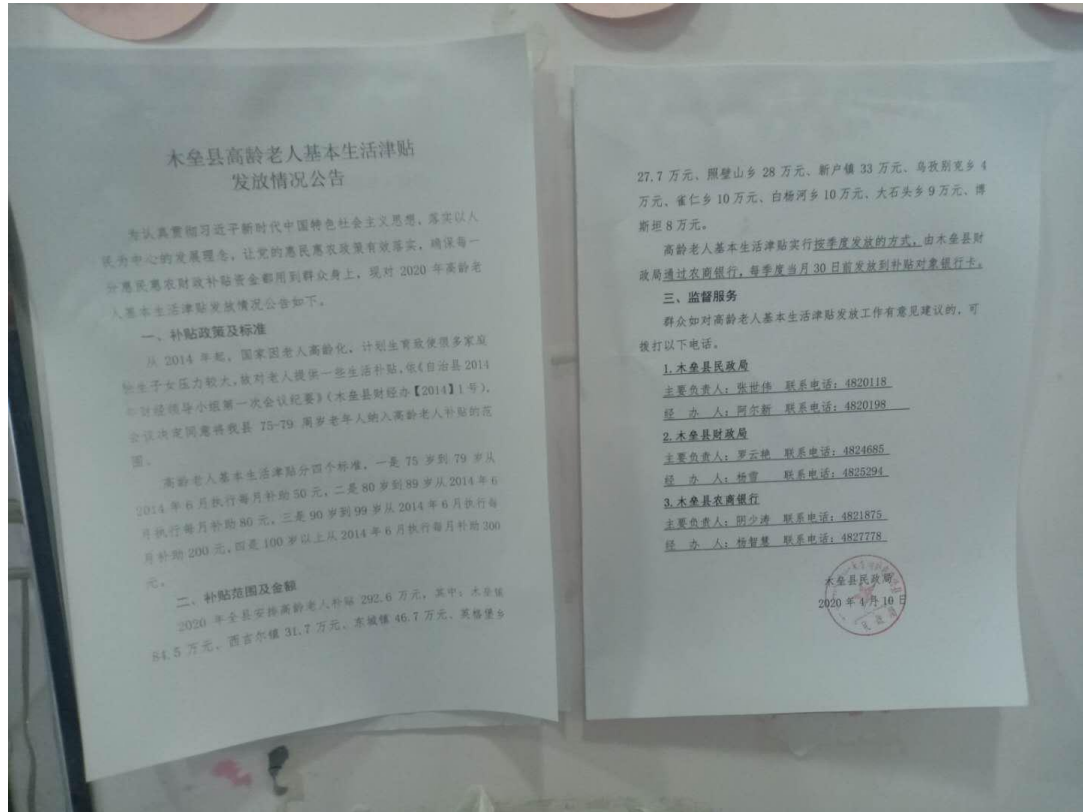 木垒县高龄老人基本生活津贴
发放情况公告
为认真贯彻习近平新时代中国特色社会主义思想，落实以人
民为中心的发展理念，让党的惠民惠农政策有效落实，确保每一
分惠民惠农财政补贴资金都用到群众身上，现对 2020 年高龄老
人基本生活津贴发放情况公告如下。
一、补贴政策及标准
从 2014 年起，国家因老人高龄化，计划生育致使很多家庭
独生子女压力较大，故对老人提供一些生活补贴，依《自治县 2014
年财经领导小组第一次会议纪要》（木垒县财经办【2014】1 号），
会议决定同意将我县 75-79 周岁老年人纳入高龄老人补贴的范
围。
高龄老人基本生活津贴分四个标准，一是 75 岁到 79 岁从
2014 年 6 月执行每月补助 50 元，二是 80 岁到 89 岁从 2014 年 6
月执行每月补助 80 元，三是 90 岁到 99 岁从 2014 年 6 月执行每
月补助 200 元，四是 100 岁以上从 2014 年 6 月执行每月补助 300
元。
二、补贴范围及金额
2020 年全县安排高龄老人补贴 292.6 万元，其中：木垒镇
84.5 万元、西吉尔镇 31.7 万元、东城镇 46.7 万元、英格堡乡
27.7 万元、照壁山乡 28 万元、新户镇 33 万元、乌孜别克乡 4
万元、雀仁乡 10 万元、白杨河乡 10 万元、大石头乡 9 万元、博
斯坦 8 万元。
高龄老人基本生活津贴实行按季度发放的方式，由木垒县财
政局通过农商银行，每季度当月 30 日前发放到补贴对象银行卡。
三、监督服务
群众如对高龄老人基本生活津贴发放工作有意见建议的，可
拨打以下电话。
1.木垒县民政局
主要负责人：张世伟 联系电话：4820118
经 办 人：阿尔新 联系电话：4820198
2.木垒县财政局
主要负责人：罗云艳 联系电话：4824685
经 办 人：杨雪 联系电话：4825294
3.木垒县农商银行
主要负责人：阴少涛 联系电话：4821875
经 办 人：杨智慧 联系电话：4827778
木垒县民政局
2020 年 4 月 10 日